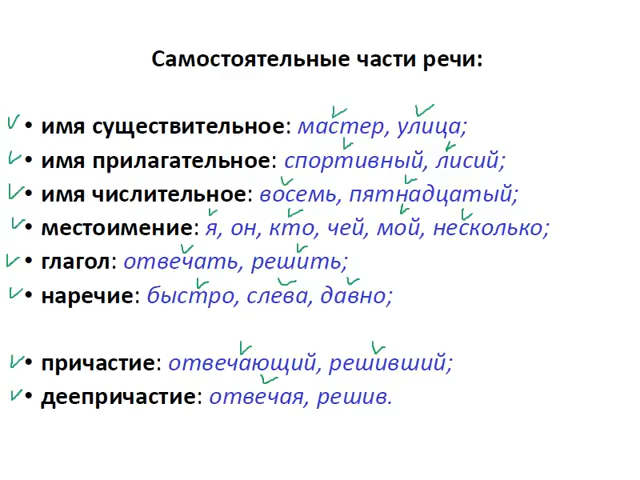 Самостоятельные части речи:
• имя существительное: мастер, улица;
• имя прилагательное: спортивный, лисий;
• имя числительное: восемь, пятнадцатый;
• местоимение: я, он, кто, чей, мой, несколько;
• глагол: отвечать, решить;
• наречие: быстро, слева, давно;
• причастие: отвечающий, решивший;
• деепричастие: отвечая, решив.